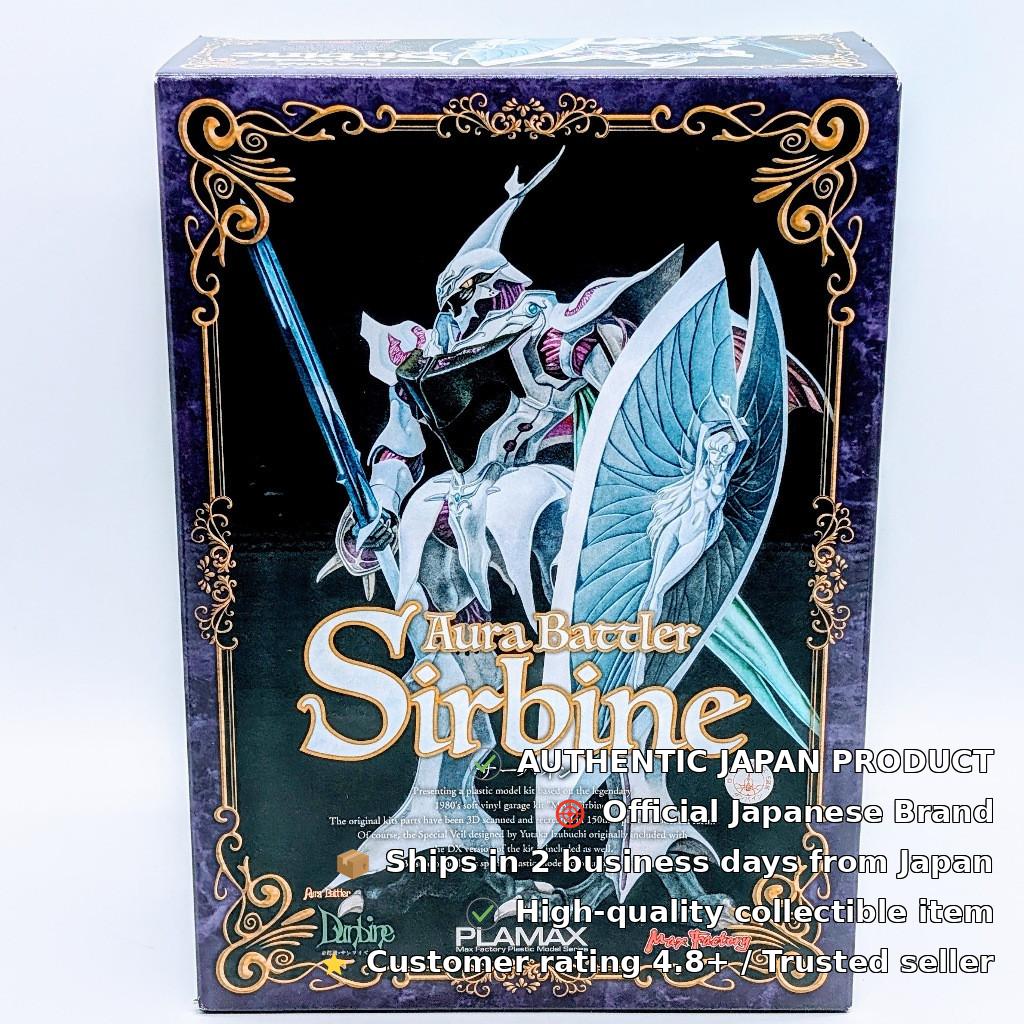 Aura Battler
Sirbine
AUTHENTIC JAPAN PRODUCT
Presenting a plastic model kit based on the legendary
1980's soft vinyl garage kit
Official Japanese Brand
The original kits parts have been 3D scanned and
Of course, the Special Veil designed by Yutaka Izubuchi originally included with
the DX version of the kit is included as well.
Ships in 2 business days from Japan
Aura Battler
Dunbine
High-quality collectible item
PLAMAX
Max Factory Plastic Model Series
Max Factory
Customer rating 4.8+ / Trusted seller